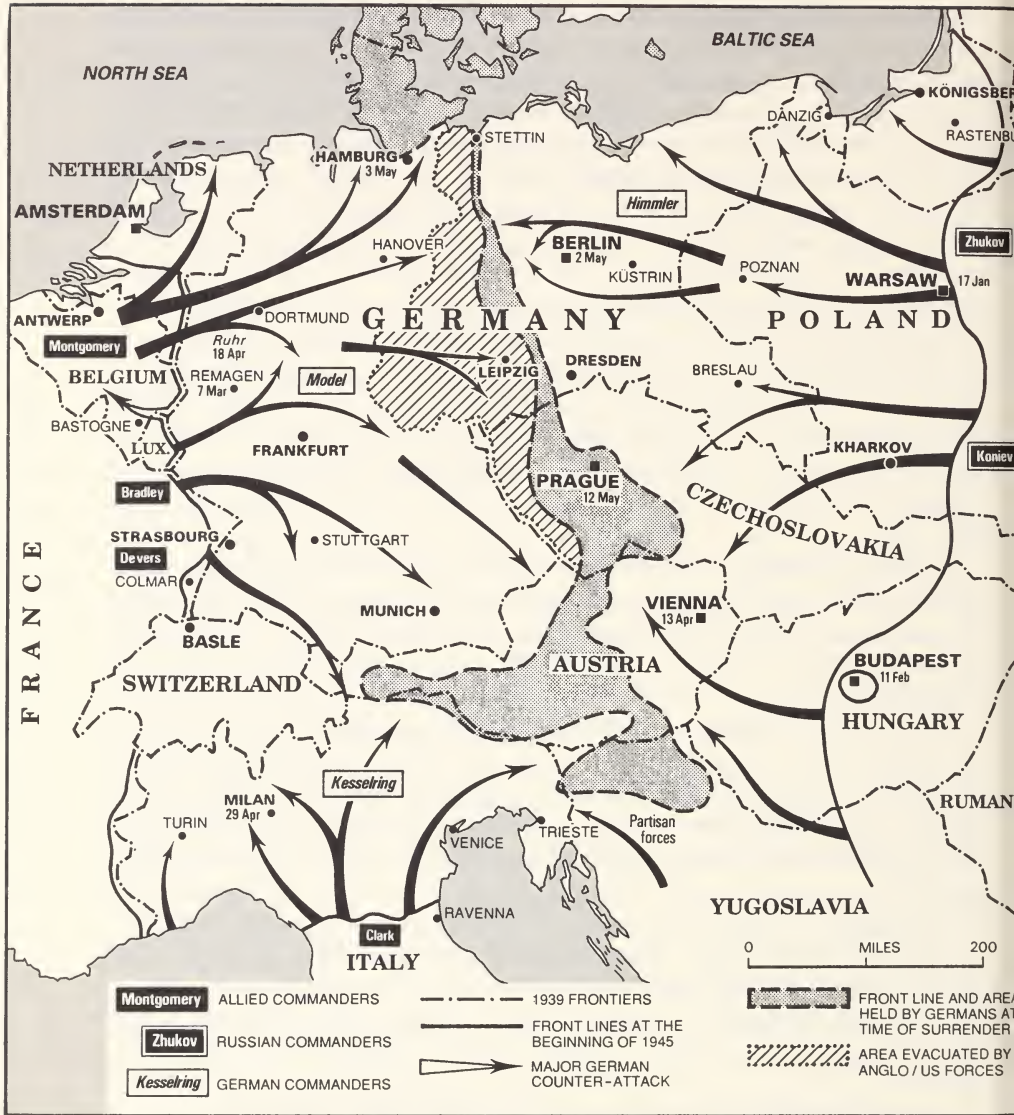 BALTIC SEA
NORTH SEA
KÖNIGSBER
DANZIG
RASTENBU
STETTIN
HAMBURG
3 May
NETHERLANDS
AMSTERDAM
Himmler
HANOVER
BERLIN
2 May
KÜSTRIN
Zhukov
POZNAN
WARSAW
17 Jan
ANTWERP
DORTMUND
GERMANY
POLAND
Montgomery
Ruhr
18 Apr
BELGIUM
REMAGEN
7 Mar
Model
LEIPZIG
DRESDEN
BRESLAU
BASTOGNE
LUX.
FRANKFURT
KHARKOV
Koniev
Bradley
PRAGUE
12 May
CZECHOSLOVAKIA
STRASBOURG
STUTTGART
Devers
COLMAR
FRANCE
MUNICH
VIENNA
13 Apr
BASLE
AUSTRIA
SWITZERLAND
BUDAPEST
11 Feb
HUNGARY
Kesselring
MILAN
29 Apr
TURIN
VENICE
TRIESTE
Partisan
forces
RUMAN
RAVENNA
YUGOSLAVIA
Clark
ITALY
0 MILES 200
Montgomery ALLIED COMMANDERS
Zhukov RUSSIAN COMMANDERS
Kesselring GERMAN COMMANDERS
1939 FRONTIERS
FRONT LINES AT THE
BEGINNING OF 1945
MAJOR GERMAN
COUNTER-ATTACK
FRONT LINE AND AREA
HELD BY GERMANS AT
TIME OF SURRENDER
AREA EVACUATED BY
ANGLO / US FORCES